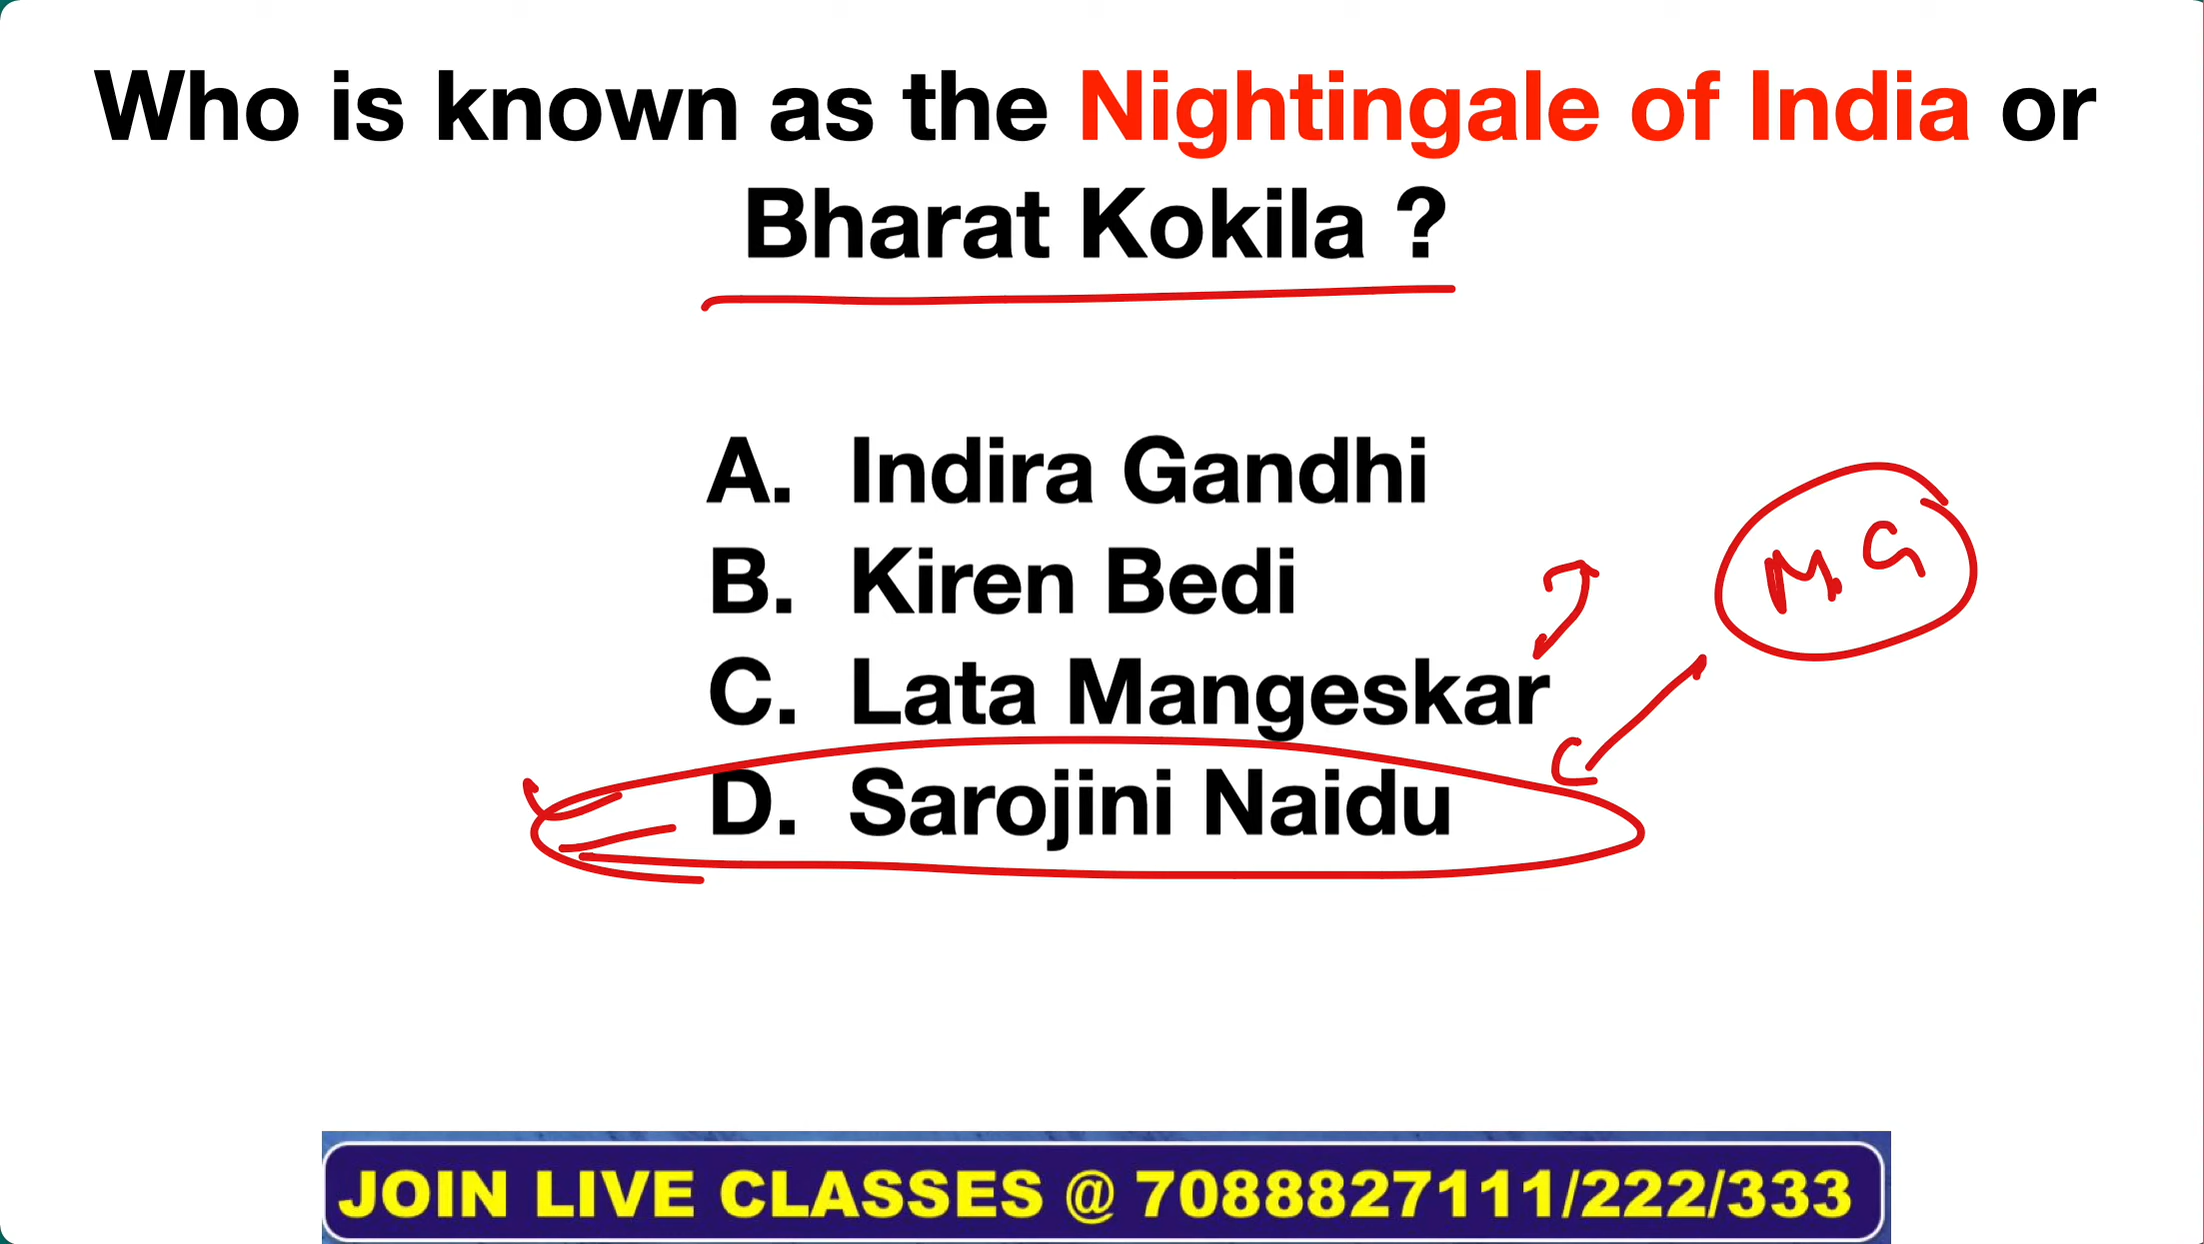 Who is known as the Nightingale of India or
Bharat Kokila ?
A. Indira Gandhi
B. Kiren Bedi
C. Lata Mangeskar
D. Sarojini Naidu
M G
JOIN LIVE CLASSES @ 7088827111/222/333